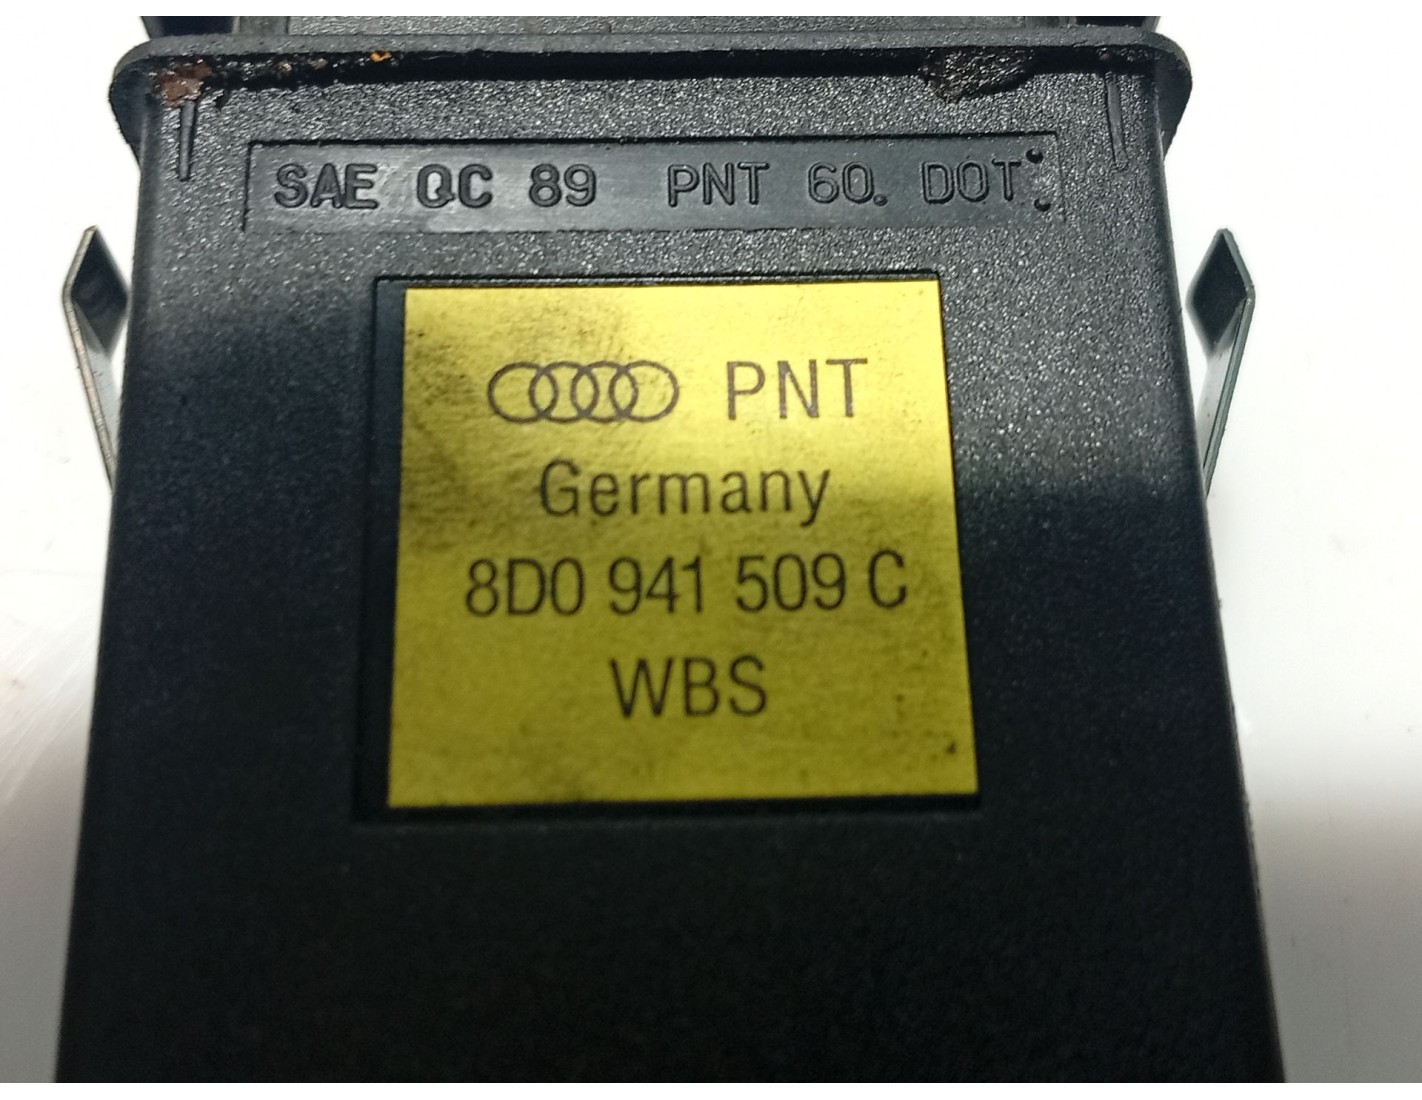 SAE QC 89 PNT 60. DOT.
PNT
Germany
8D0 941 509 C
WBS